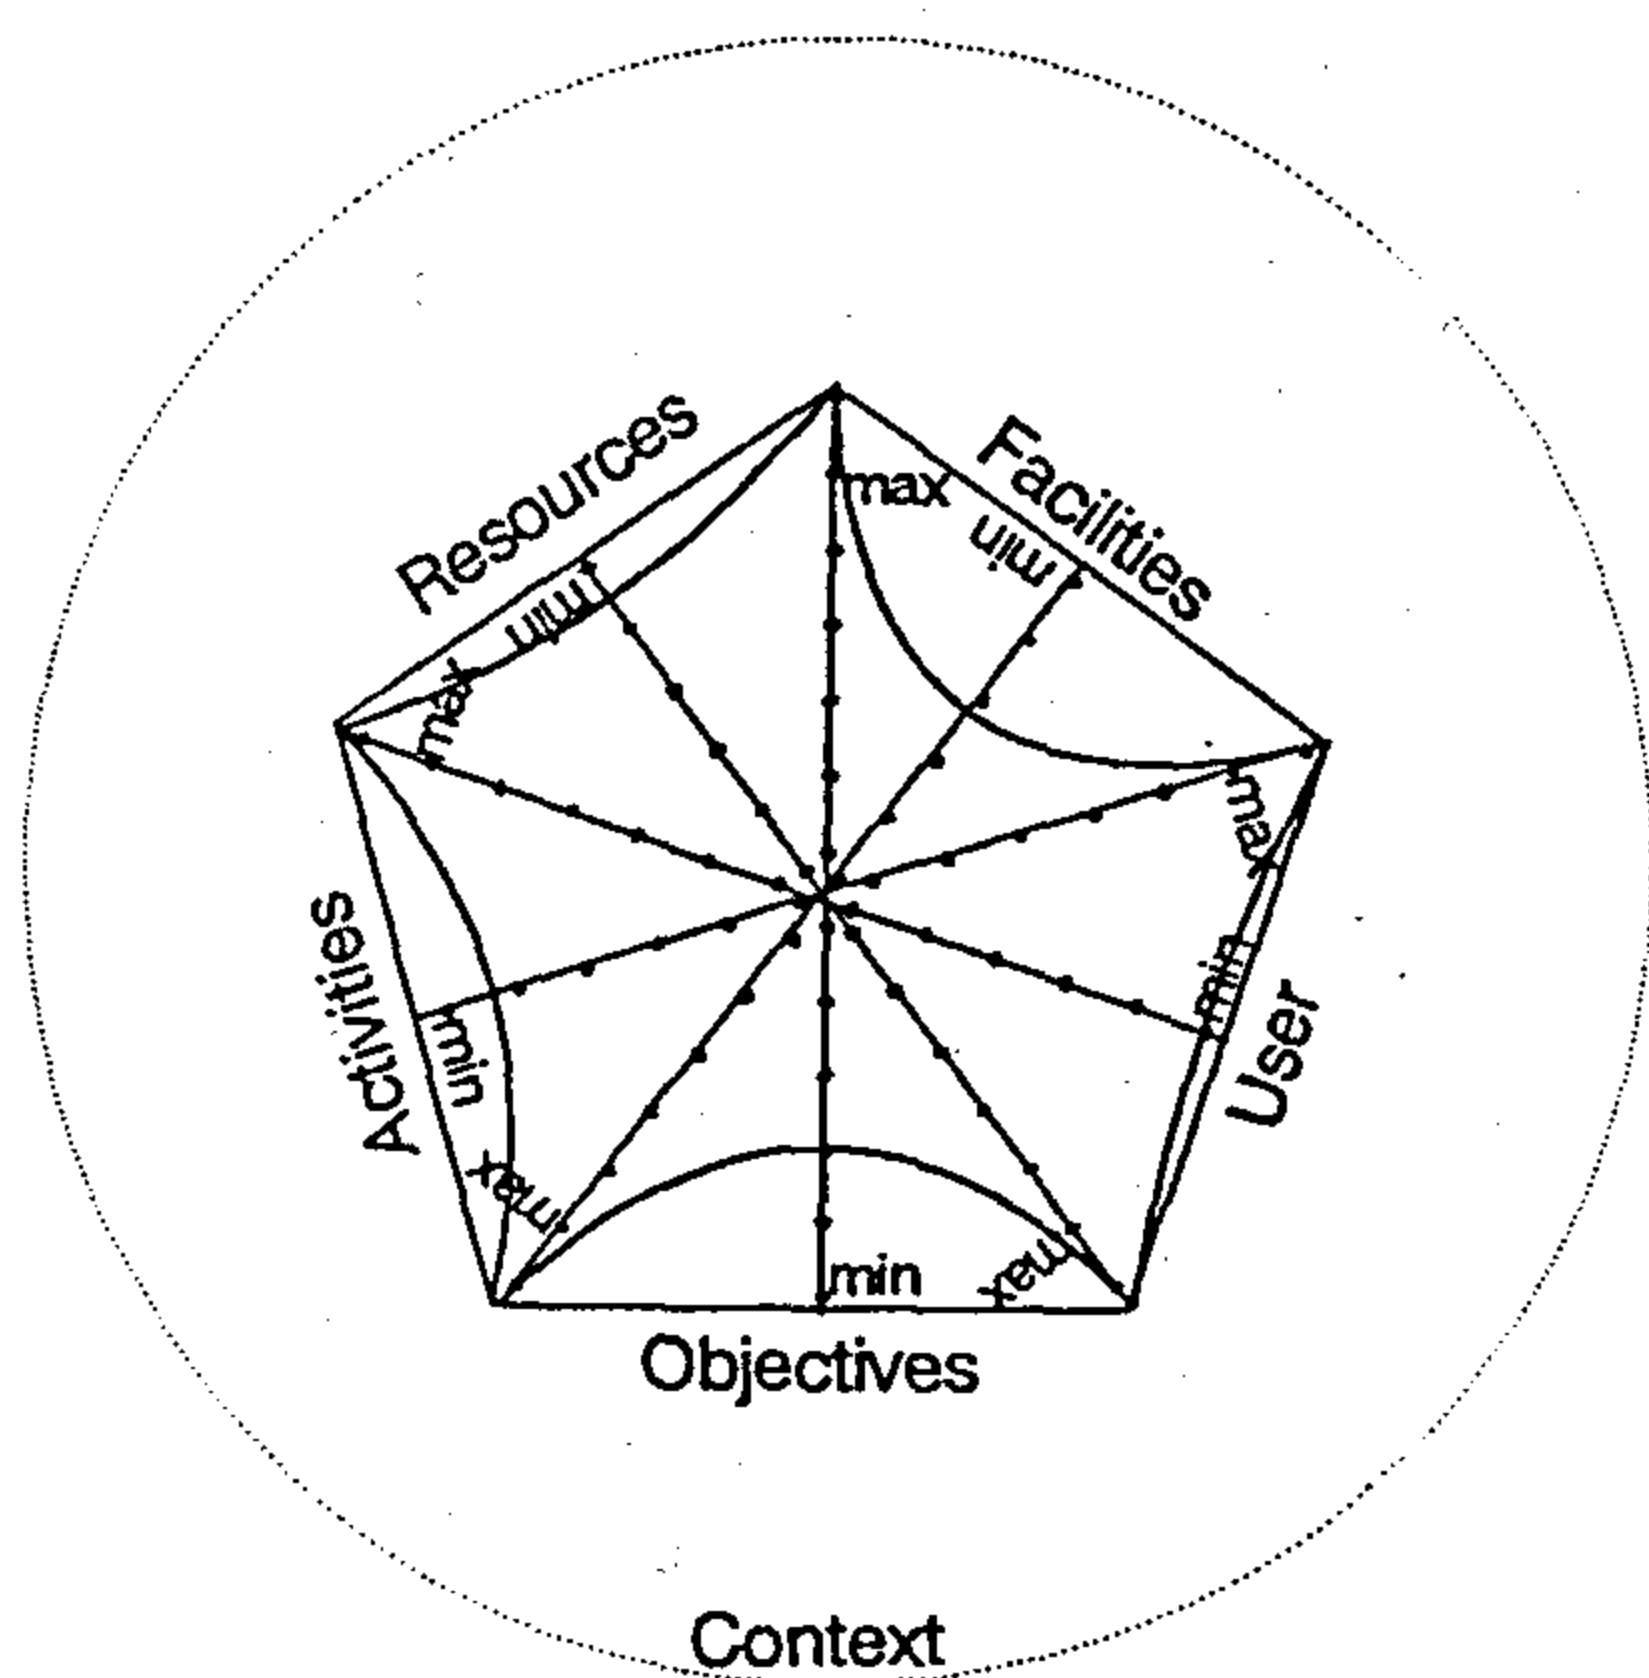 Resources
Facilities
max
min
min
max
max
min
Activities
min
User
max
min
max
Objectives
Context